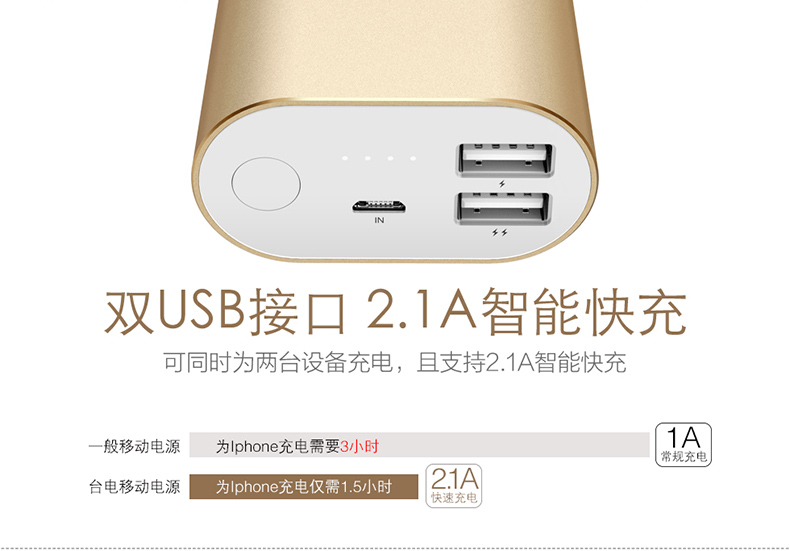 IN
双USB接口 2.1A智能快充
可同时为两台设备充电，且支持2.1A智能快充
一般移动电源 为Iphone充电需要3小时 1A 常规充电
台电移动电源 为Iphone充电仅需1.5小时 2.1A 快速充电